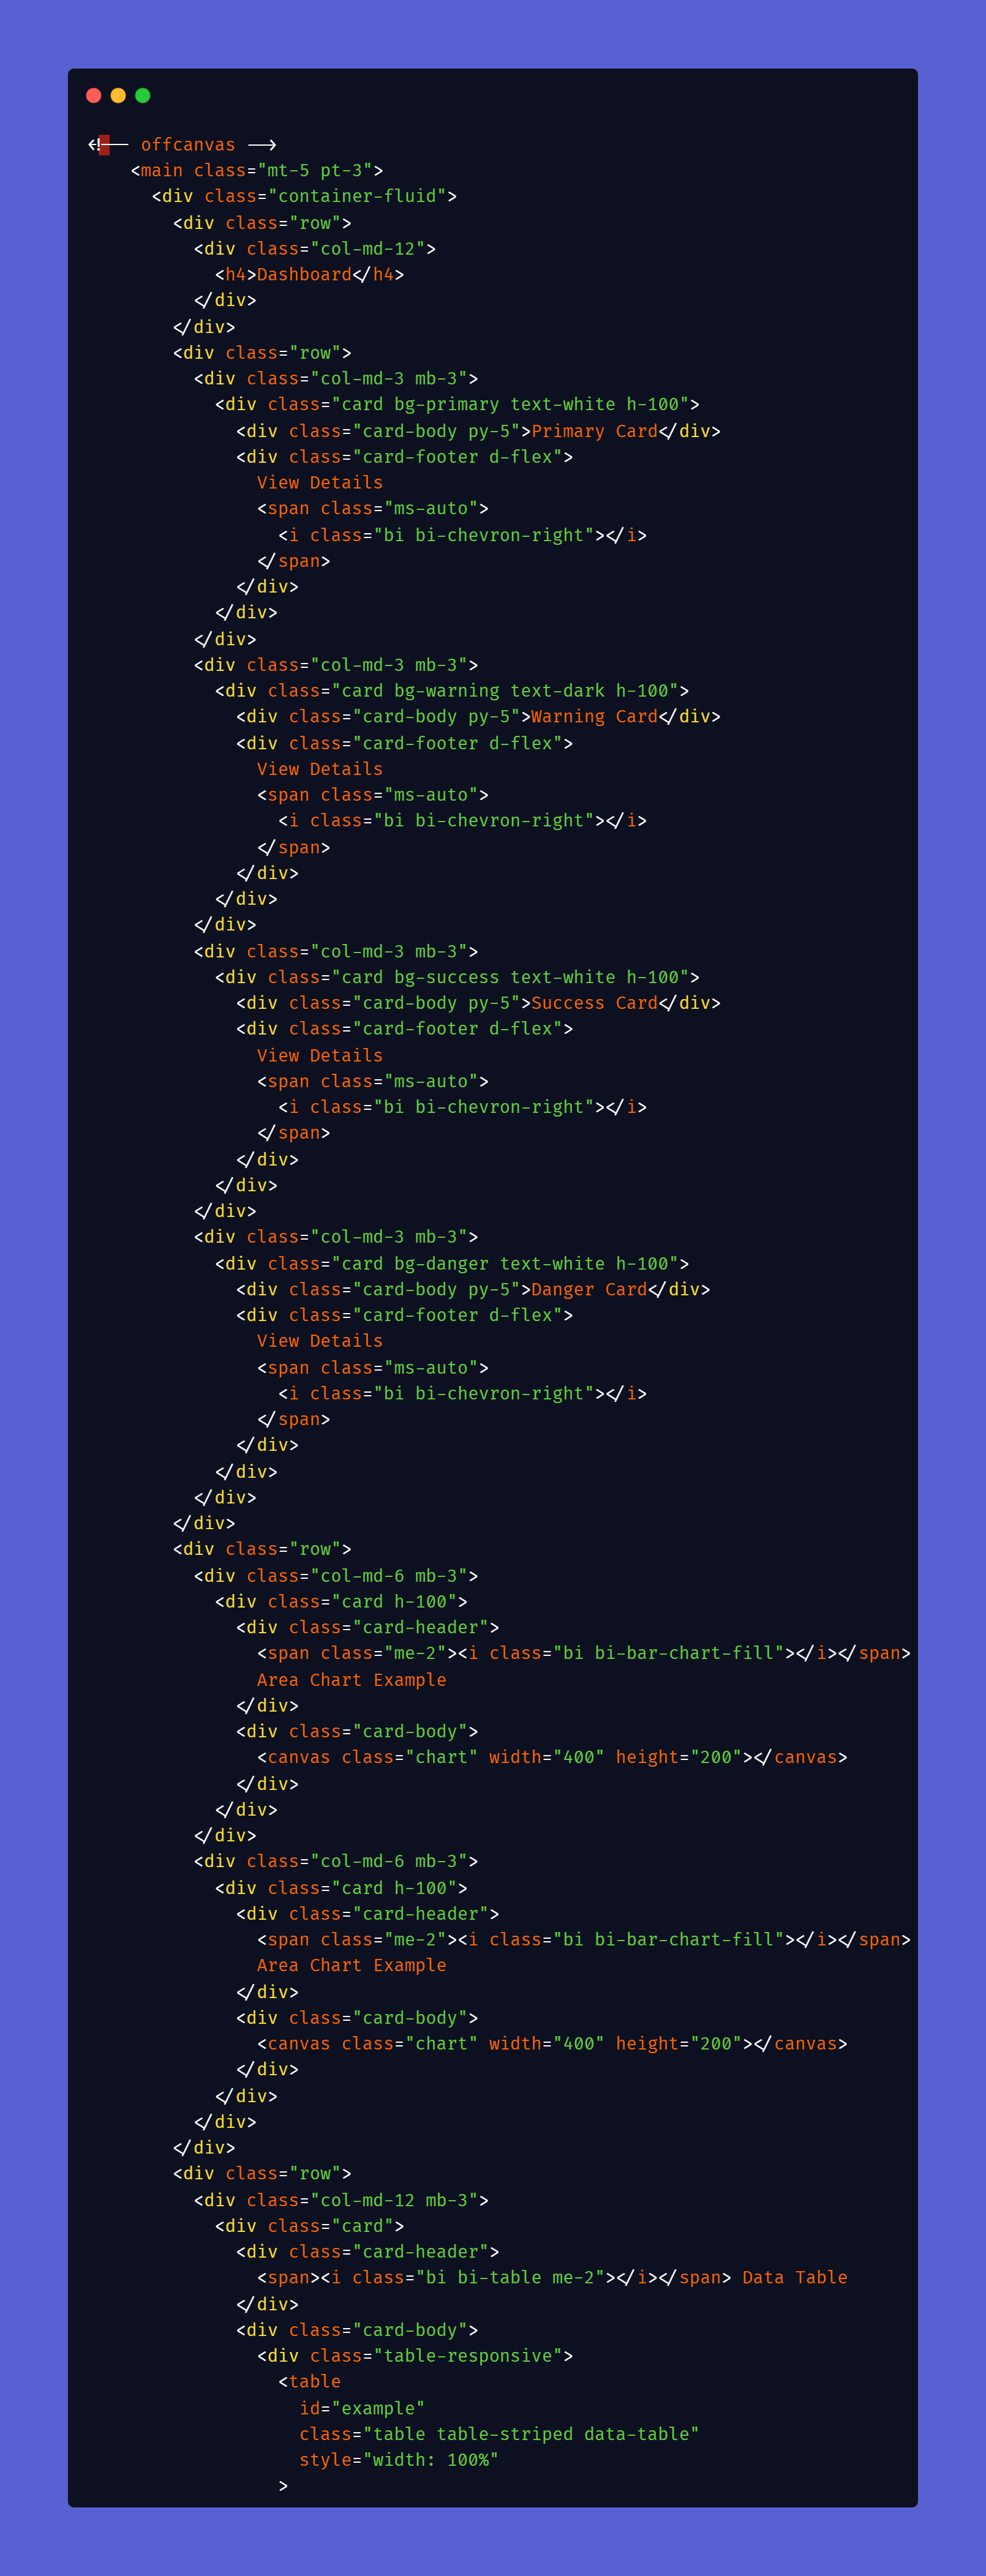 <!-- offcanvas -->
    <main class="mt-5 pt-3">
      <div class="container-fluid">
        <div class="row">
          <div class="col-md-12">
            <h4>Dashboard</h4>
          </div>
        </div>
        <div class="row">
          <div class="col-md-3 mb-3">
            <div class="card bg-primary text-white h-100">
              <div class="card-body py-5">Primary Card</div>
              <div class="card-footer d-flex">
                View Details
                <span class="ms-auto">
                  <i class="bi bi-chevron-right"></i>
                </span>
              </div>
            </div>
          </div>
          <div class="col-md-3 mb-3">
            <div class="card bg-warning text-dark h-100">
              <div class="card-body py-5">Warning Card</div>
              <div class="card-footer d-flex">
                View Details
                <span class="ms-auto">
                  <i class="bi bi-chevron-right"></i>
                </span>
              </div>
            </div>
          </div>
          <div class="col-md-3 mb-3">
            <div class="card bg-success text-white h-100">
              <div class="card-body py-5">Success Card</div>
              <div class="card-footer d-flex">
                View Details
                <span class="ms-auto">
                  <i class="bi bi-chevron-right"></i>
                </span>
              </div>
            </div>
          </div>
          <div class="col-md-3 mb-3">
            <div class="card bg-danger text-white h-100">
              <div class="card-body py-5">Danger Card</div>
              <div class="card-footer d-flex">
                View Details
                <span class="ms-auto">
                  <i class="bi bi-chevron-right"></i>
                </span>
              </div>
            </div>
          </div>
        </div>
        <div class="row">
          <div class="col-md-6 mb-3">
            <div class="card h-100">
              <div class="card-header">
                <span class="me-2"><i class="bi bi-bar-chart-fill"></i></span>
                Area Chart Example
              </div>
              <div class="card-body">
                <canvas class="chart" width="400" height="200"></canvas>
              </div>
            </div>
          </div>
          <div class="col-md-6 mb-3">
            <div class="card h-100">
              <div class="card-header">
                <span class="me-2"><i class="bi bi-bar-chart-fill"></i></span>
                Area Chart Example
              </div>
              <div class="card-body">
                <canvas class="chart" width="400" height="200"></canvas>
              </div>
            </div>
          </div>
        </div>
        <div class="row">
          <div class="col-md-12 mb-3">
            <div class="card">
              <div class="card-header">
                <span><i class="bi bi-table me-2"></i></span> Data Table
              </div>
              <div class="card-body">
                <div class="table-responsive">
                  <table
                    id="example"
                    class="table table-striped data-table"
                    style="width: 100%"
                  >